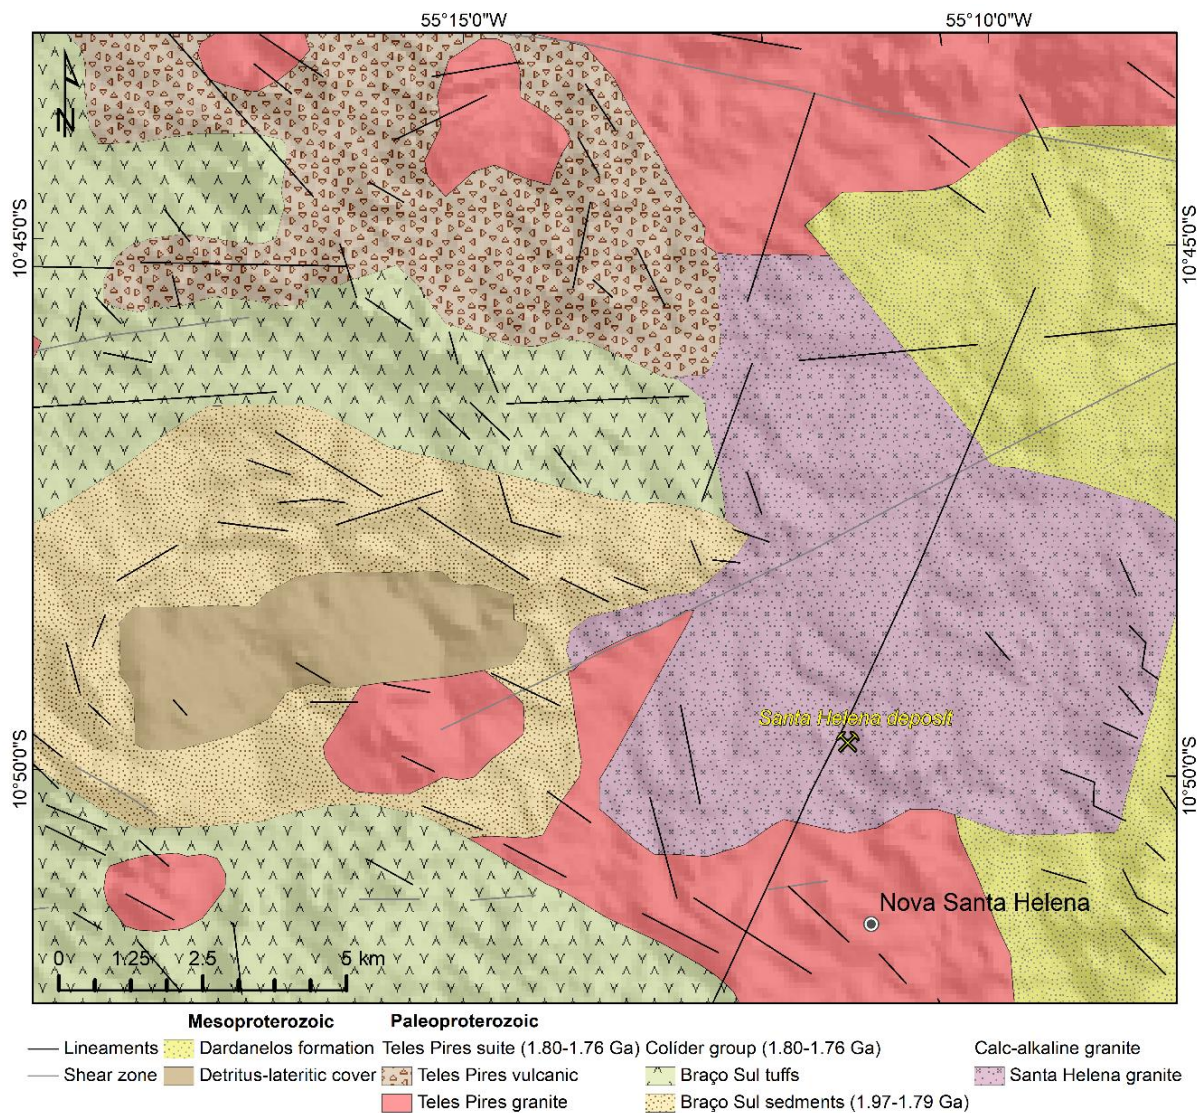 55°15'0"W
55°10'0"W
N
10°45'0"S
10°45'0"S
Santa Helena deposit
10°50'0"S
10°50'0"S
Nova Santa Helena
0 1.25 2.5 5 km
Mesoproterozoic Paleoproterozoic
Lineaments Dardanelos formation Teles Pires suite (1.80-1.76 Ga) Colíder group (1.80-1.76 Ga) Calc-alkaline granite
Shear zone Detritus-lateritic cover Teles Pires vulcanic Braço Sul tuffs Santa Helena granite
Teles Pires granite Braço Sul sediments (1.97-1.79 Ga)